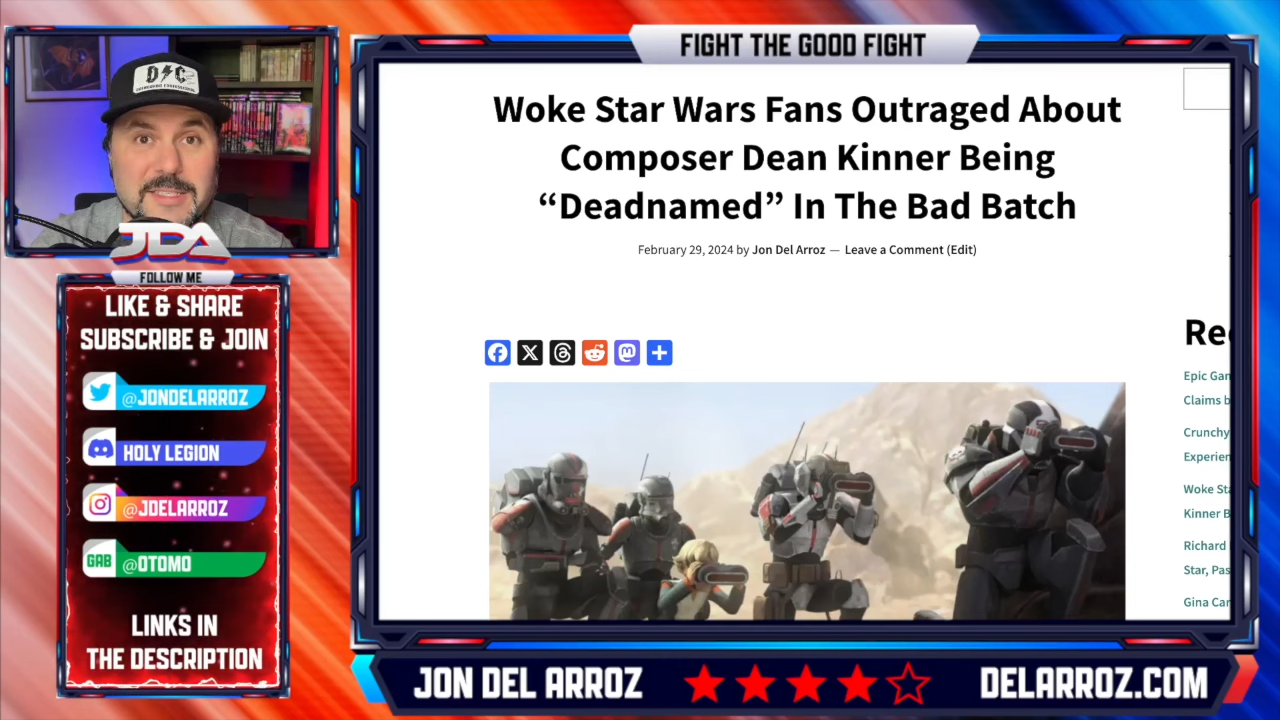 FIGHT THE GOOD FIGHT
D C
JDA
FOLLOW ME
LIKE & SHARE
SUBSCRIBE & JOIN
@JONDELARROZ
HOLY LEGION
@JDELARROZ
GAB
@OTOMO
LINKS IN
THE DESCRIPTION
Woke Star Wars Fans Outraged About
Composer Dean Kinner Being
“Deadnamed” In The Bad Batch
February 29, 2024 by Jon Del Arroz — Leave a Comment (Edit)
Re
Epic Gan
Claims b
Crunchy
Experien
Woke Sta
Kinner B
Richard
Star, Pas
Gina Car
JON DEL ARROZ
DELARROZ.COM